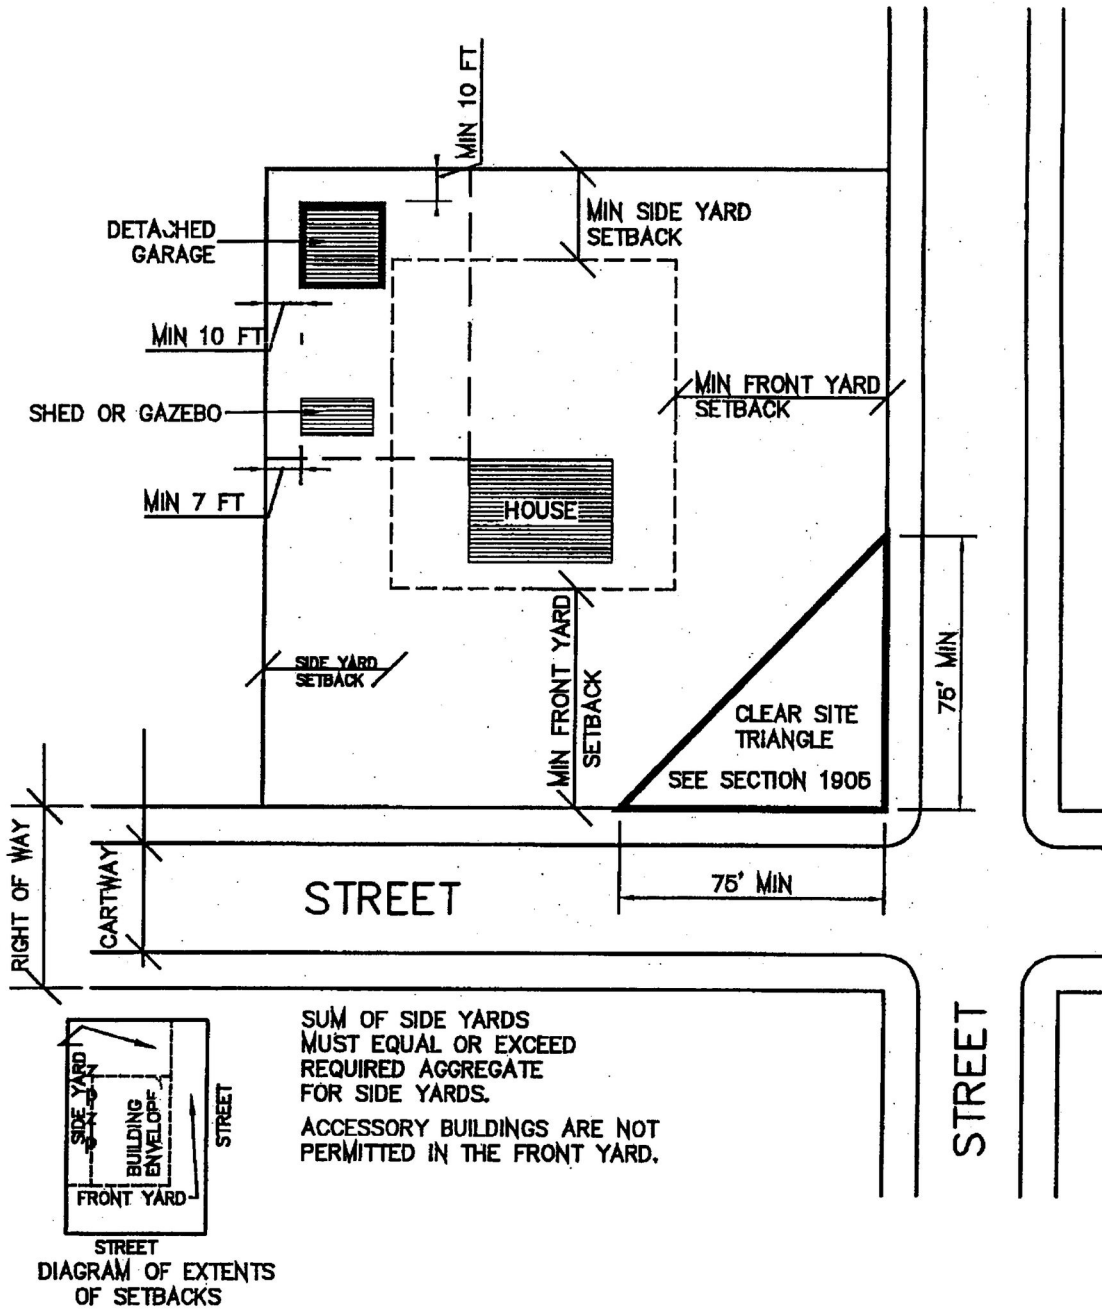 MIN 10 FT
DETACHED
GARAGE
MIN SIDE YARD
SETBACK
MIN 10 FT
MIN FRONT YARD
SETBACK
SHED OR GAZEBO
MIN 7 FT
HOUSE
MIN FRONT YARD
SETBACK
SIDE YARD
SETBACK
75' MIN
CLEAR SITE
TRIANGLE
SEE SECTION 1905
RIGHT OF WAY
CARTWAY
STREET
75' MIN
STREET
SUM OF SIDE YARDS
MUST EQUAL OR EXCEED
REQUIRED AGGREGATE
FOR SIDE YARDS.
ACCESSORY BUILDINGS ARE NOT
PERMITTED IN THE FRONT YARD.
SIDE YARD
BUILDING
ENVELOPE
STREET
FRONT YARD
STREET
DIAGRAM OF EXTENTS
OF SETBACKS